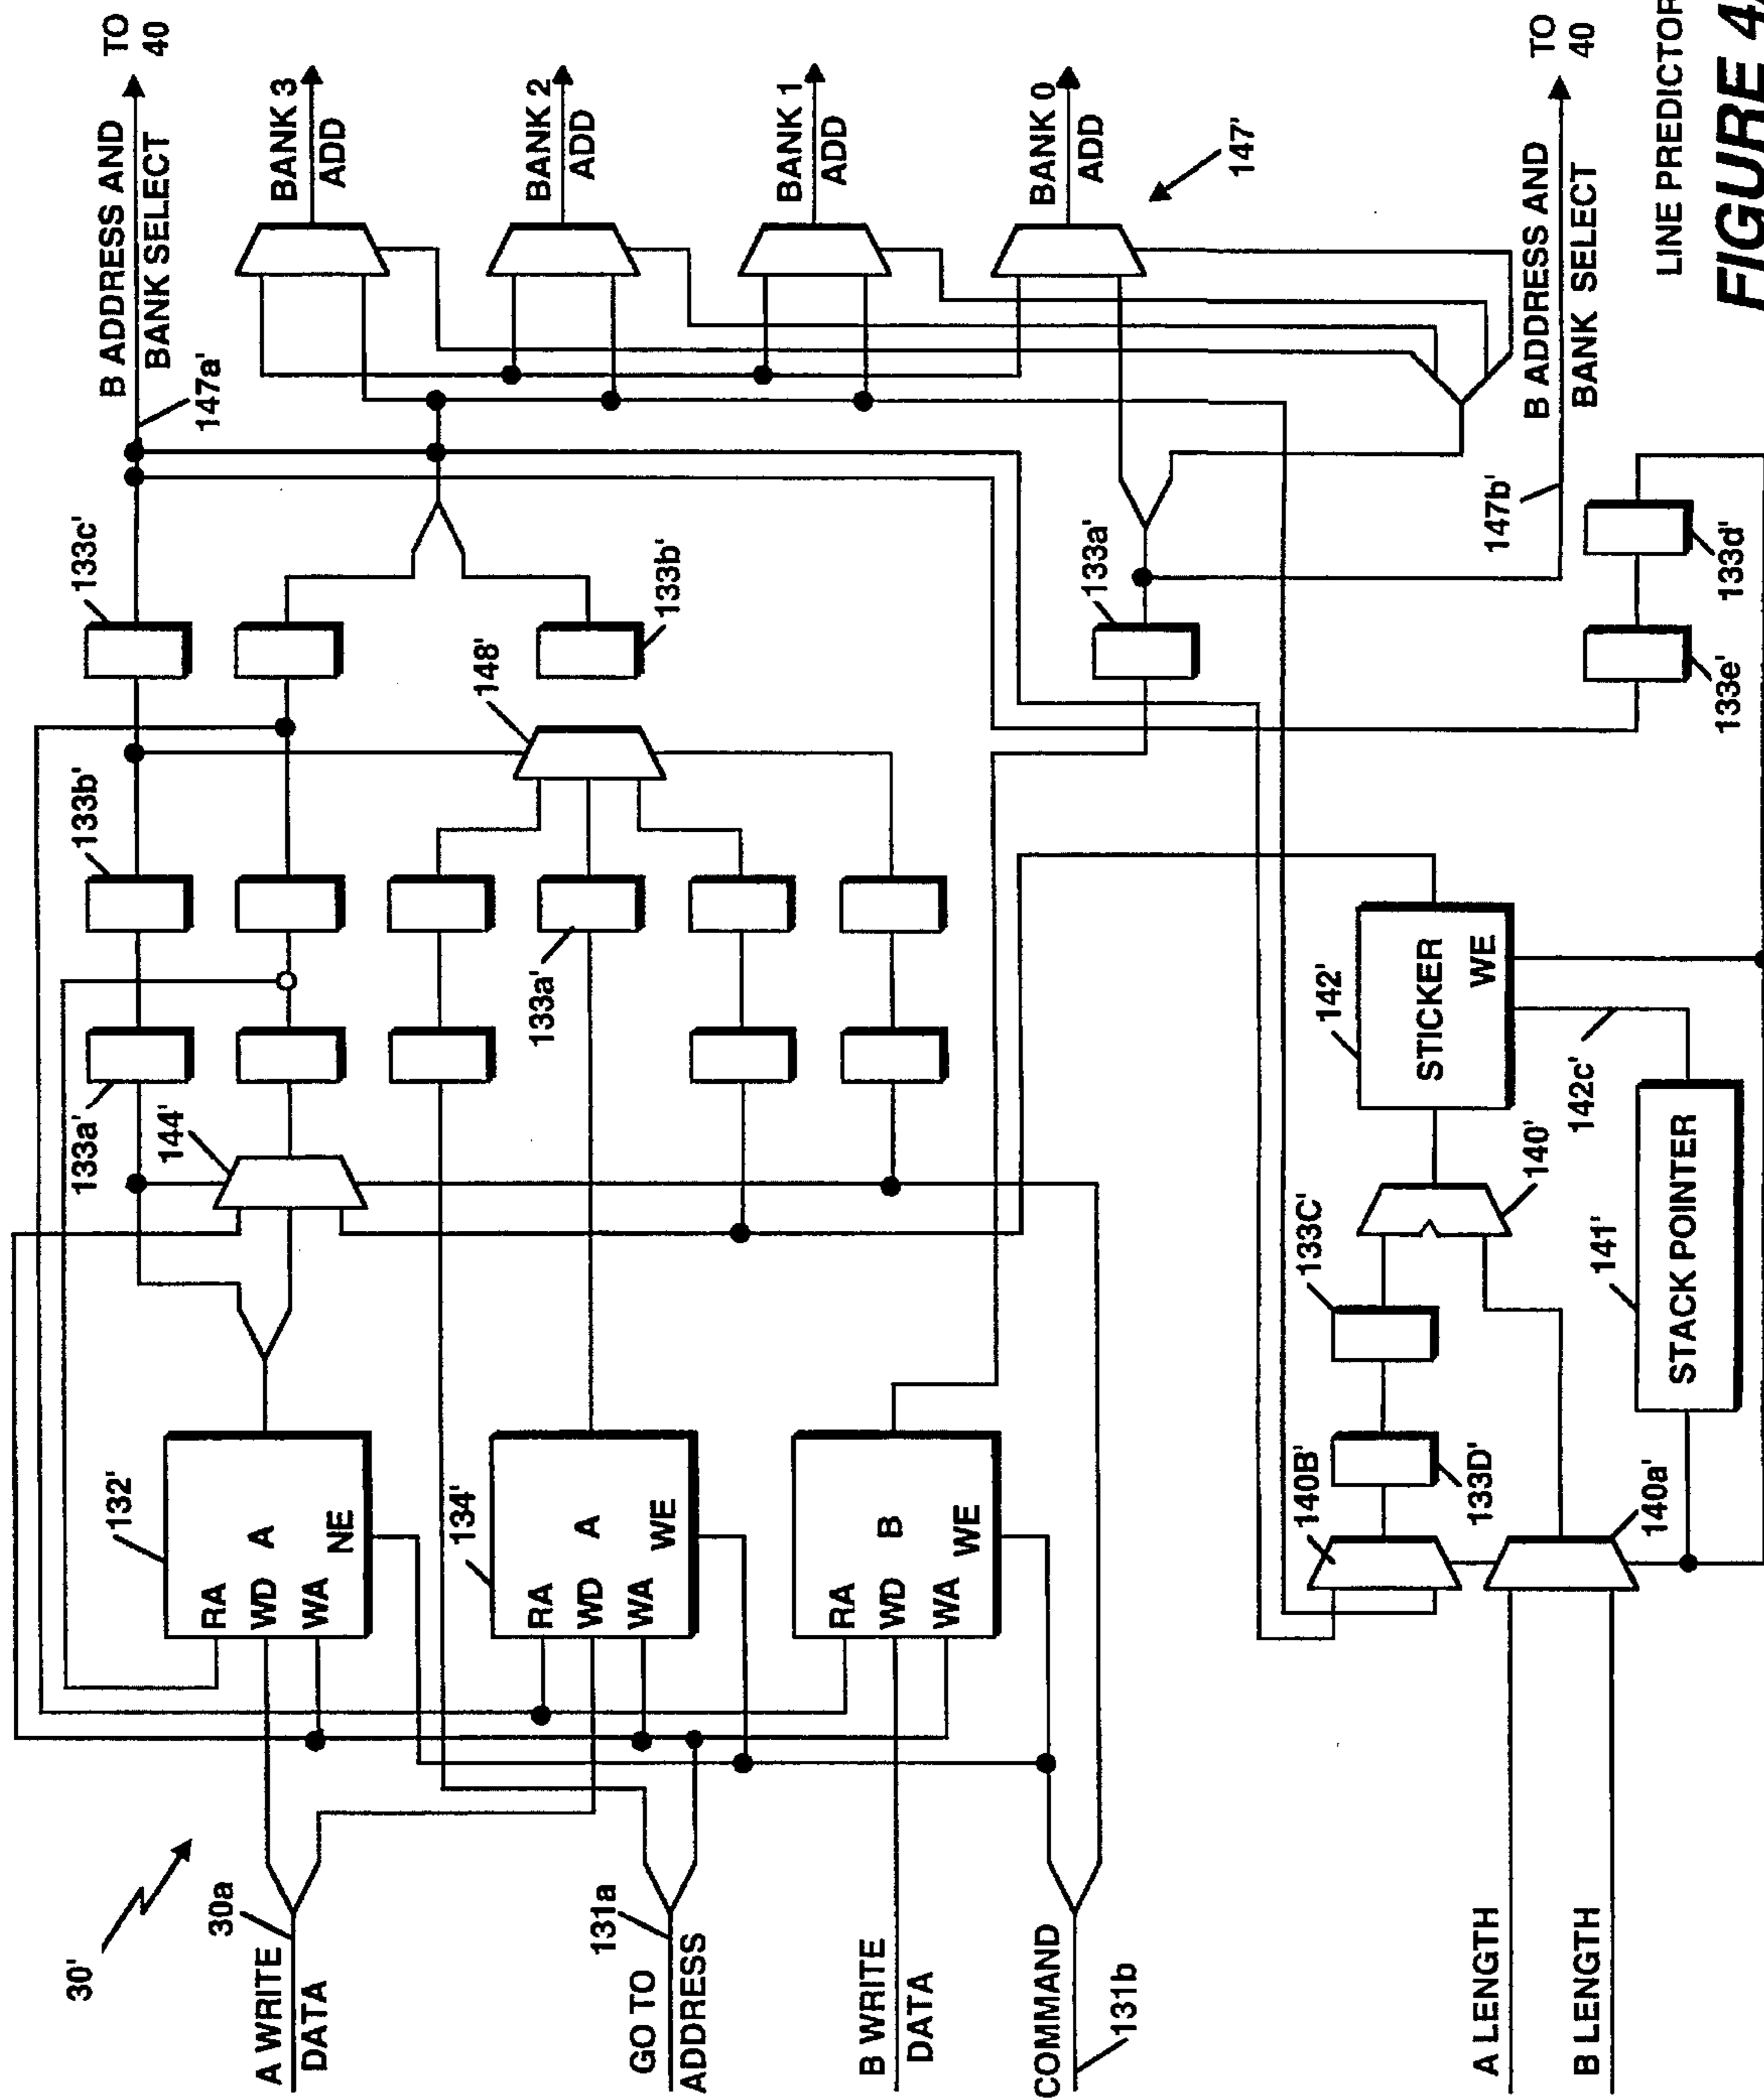 30'
A WRITE
DATA
30a
GO TO
ADDRESS
131a
B WRITE
DATA
COMMAND
131b
A LENGTH
B LENGTH
132'
RA
WD
WA
A
NE
134'
RA
WD
WA
A
WE
RA
WD
WA
B
WE
144'
133a'
133b'
133a'
148'
133c'
133b'
133a'
B ADDRESS AND
BANK SELECT
TO
40
147a'
BANK 3
ADD
BANK 2
ADD
BANK 1
ADD
BANK 0
ADD
147'
B ADDRESS AND
BANK SELECT
TO
40
147b'
140B'
133D'
133C'
140a'
140'
142'
STICKER
WE
142c'
141'
STACK POINTER
133e'
133d'
LINE PREDICTOR
FIGURE 4A